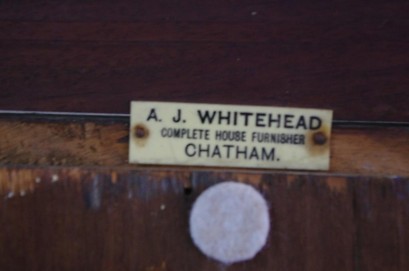 A. J. WHITEHEAD
COMPLETE HOUSE FURNISHER
CHATHAM.